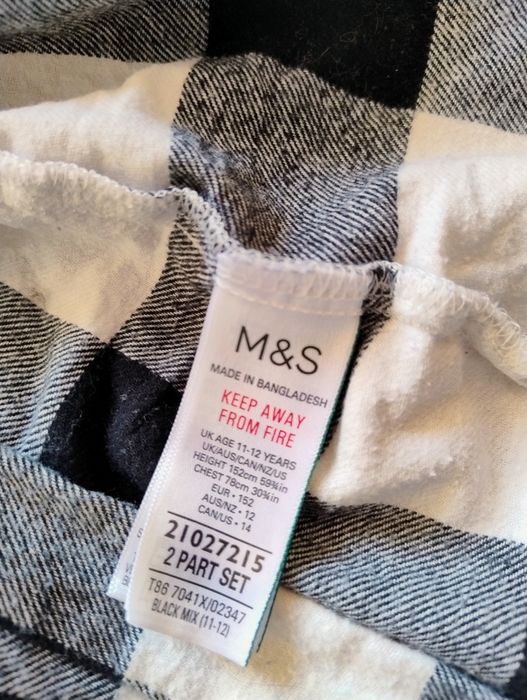 M&S
MADE IN BANGLADESH
KEEP AWAY
FROM FIRE
UK AGE 11-12 YEARS
UK/AUS/CAN/NZ/US
HEIGHT 152cm 59¾in
CHEST 78cm 30¾in
EUR • 152
AUS/NZ • 12
CAN/US • 14
21027215
2 PART SET
T86 7041X/02347
BLACK MIX (11-12)